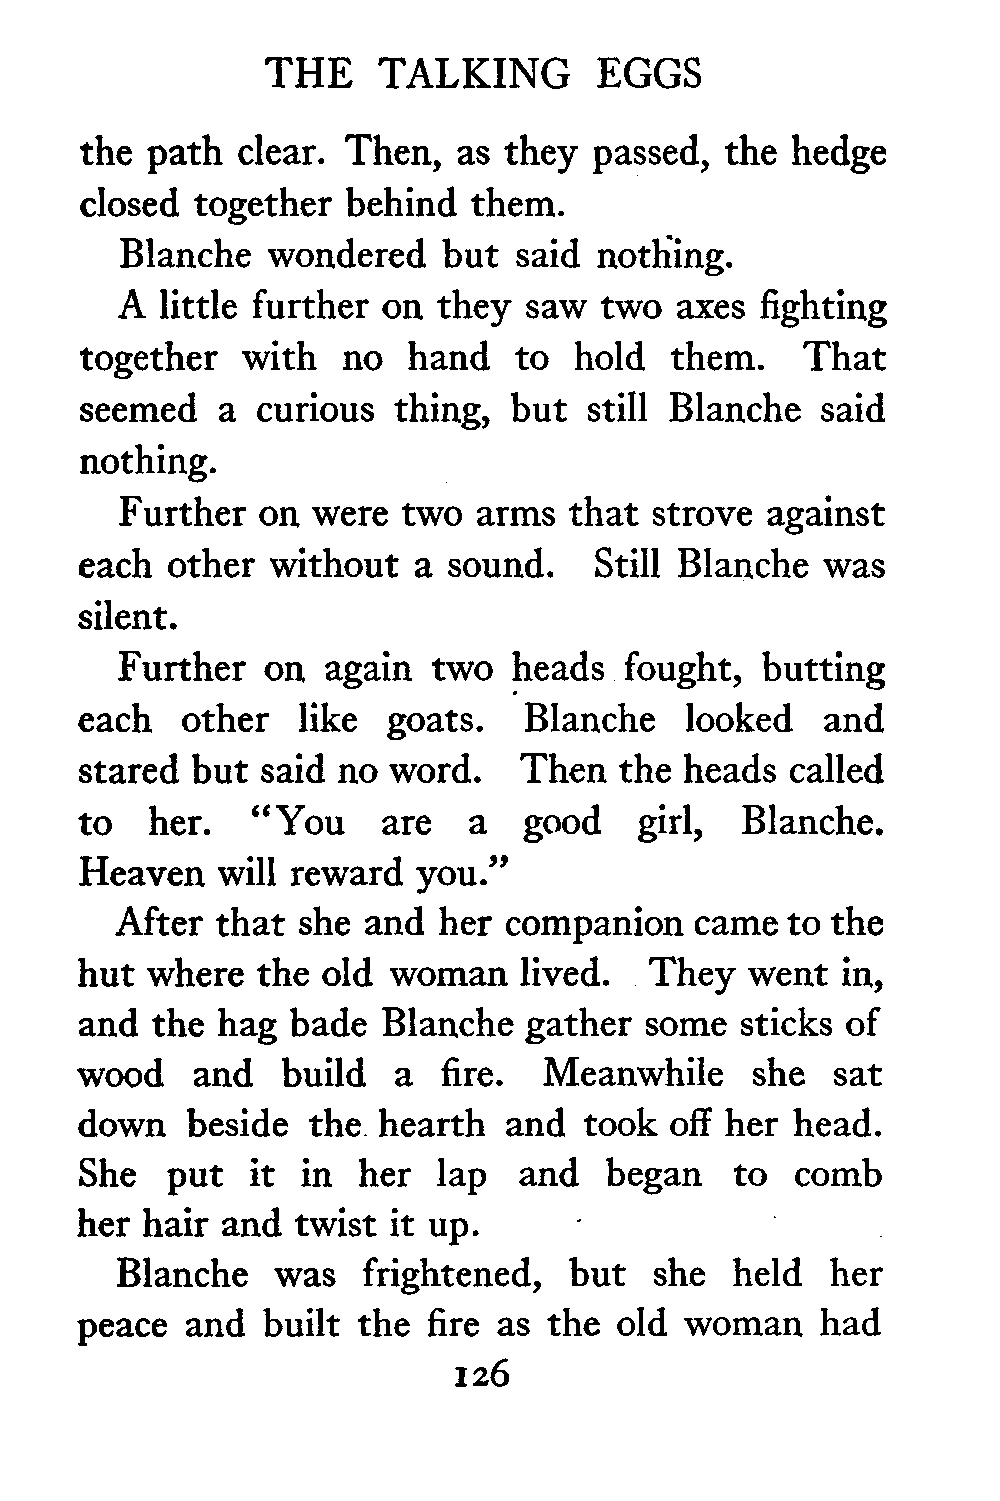 THE TALKING EGGS
the path clear. Then, as they passed, the hedge
closed together behind them.
Blanche wondered but said nothing.
A little further on they saw two axes fighting
together with no hand to hold them. That
seemed a curious thing, but still Blanche said
nothing.
Further on were two arms that strove against
each other without a sound. Still Blanche was
silent.
Further on again two heads fought, butting
each other like goats. Blanche looked and
stared but said no word. Then the heads called
to her. “You are a good girl, Blanche.
Heaven will reward you.”
After that she and her companion came to the
hut where the old woman lived. They went in,
and the hag bade Blanche gather some sticks of
wood and build a fire. Meanwhile she sat
down beside the hearth and took off her head.
She put it in her lap and began to comb
her hair and twist it up.
Blanche was frightened, but she held her
peace and built the fire as the old woman had
126